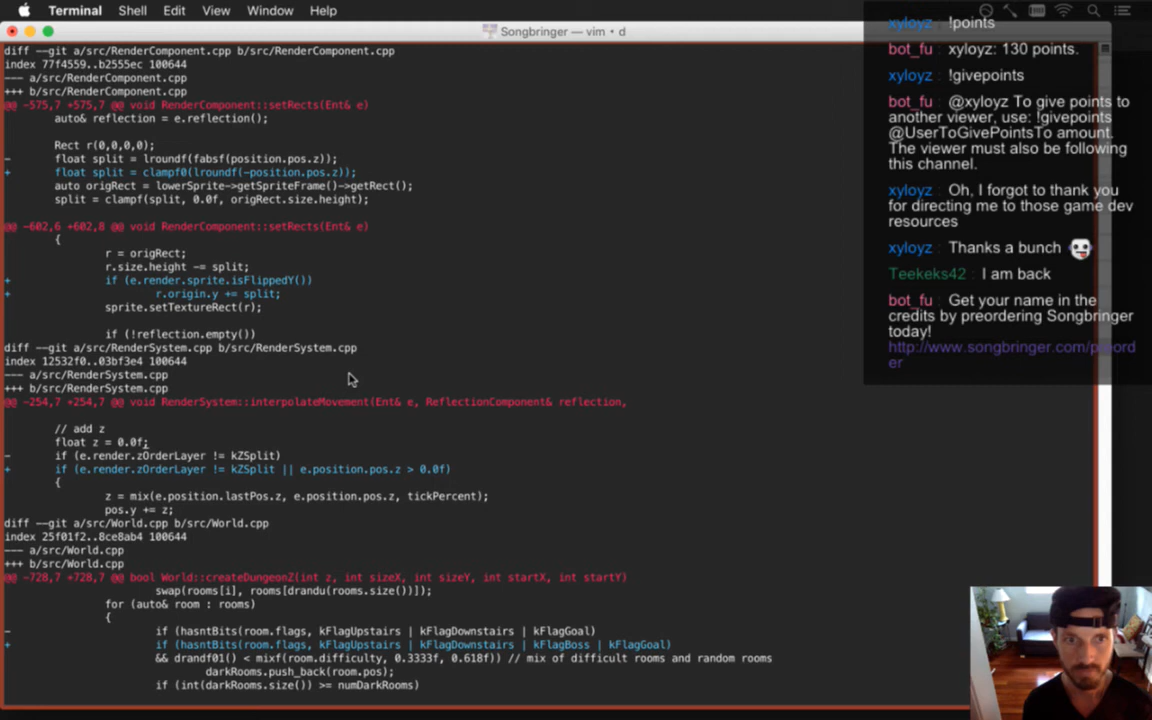 Terminal Shell Edit View Window Help
Songbringer — vim • d
diff --git a/src/RenderComponent.cpp b/src/RenderComponent.cpp
index 77f4559..b2555ec 100644
--- a/src/RenderComponent.cpp
+++ b/src/RenderComponent.cpp
@@ -575,7 +575,7 @@ void RenderComponent::setRects(Ent& e)
auto& reflection = e.reflection();
Rect r(0,0,0,0);
- float split = lroundf(fabsf(position.pos.z));
+ float split = clampf0(lroundf(-position.pos.z));
auto origRect = lowerSprite->getSpriteFrame()->getRect();
split = clampf(split, 0.0f, origRect.size.height);
@@ -602,6 +602,8 @@ void RenderComponent::setRects(Ent& e)
{
r = origRect;
r.size.height -= split;
+ if (e.render.sprite.isFlippedY())
+ r.origin.y += split;
sprite.setTextureRect(r);
if (!reflection.empty())
diff --git a/src/RenderSystem.cpp b/src/RenderSystem.cpp
index 12532f0..03bf3e4 100644
--- a/src/RenderSystem.cpp
+++ b/src/RenderSystem.cpp
@@ -254,7 +254,7 @@ void RenderSystem::interpolateMovement(Ent& e, ReflectionComponent& reflection,
// add z
float z = 0.0f;
- if (e.render.zOrderLayer != kZSplit)
+ if (e.render.zOrderLayer != kZSplit || e.position.pos.z > 0.0f)
{
z = mix(e.position.lastPos.z, e.position.pos.z, tickPercent);
pos.y += z;
diff --git a/src/World.cpp b/src/World.cpp
index 25f01f2..8ce8ab4 100644
--- a/src/World.cpp
+++ b/src/World.cpp
@@ -728,7 +728,7 @@ bool World::createDungeonZ(int z, int sizeX, int sizeY, int startX, int startY)
swap(rooms[i], rooms[drandu(rooms.size())]);
for (auto& room : rooms)
{
- if (hasntBits(room.flags, kFlagUpstairs | kFlagDownstairs | kFlagGoal)
+ if (hasntBits(room.flags, kFlagUpstairs | kFlagDownstairs | kFlagBoss | kFlagGoal)
&& drandf01() < mixf(room.difficulty, 0.3333f, 0.618f)) // mix of difficult rooms and random rooms
darkRooms.push_back(room.pos);
if (int(darkRooms.size()) >= numDarkRooms)
xyloyz : !points
bot_fu : xyloyz: 130 points.
xyloyz : !givepoints
bot_fu : @xyloyz To give points to
another viewer, use: !givepoints
@UserToGivePointsTo amount.
The viewer must also be following
this channel.
xyloyz : Oh, I forgot to thank you
for directing me to those game dev
resources
xyloyz : Thanks a bunch
Teekeks42 : I am back
bot_fu : Get your name in the
credits by preordering Songbringer
today!
http://www.songbringer.com/preord
er